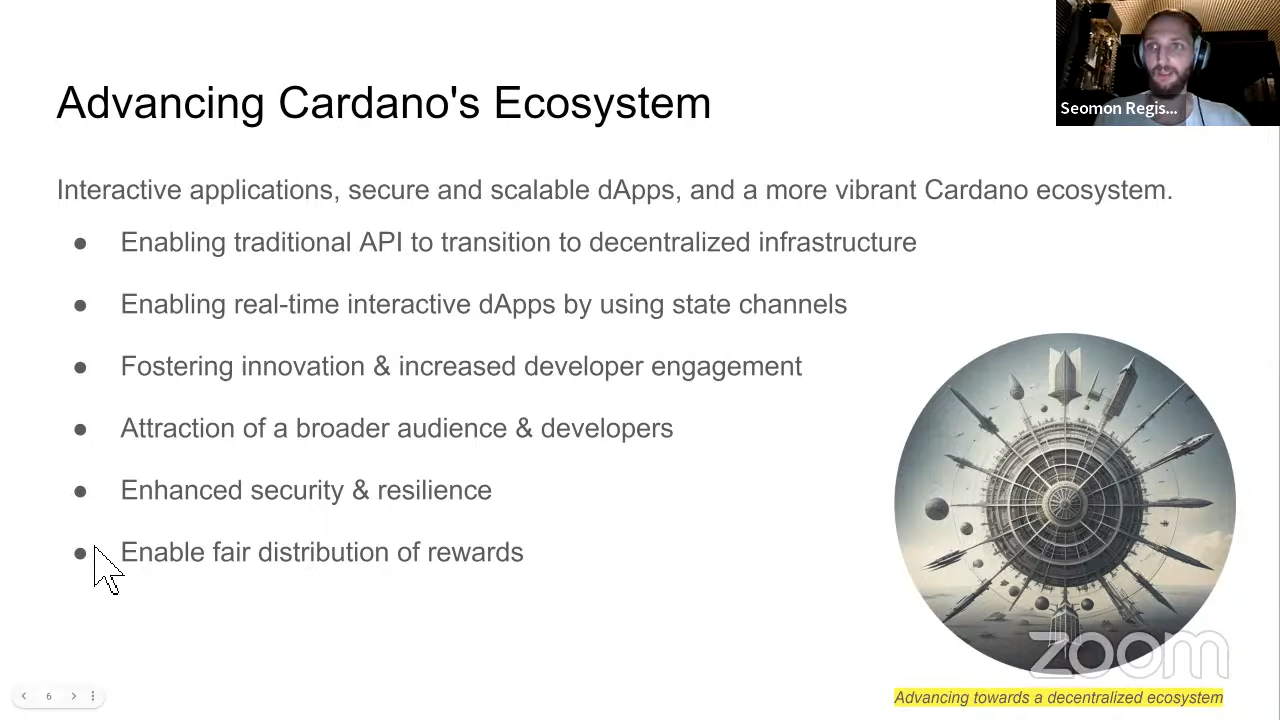 Advancing Cardano's Ecosystem
Seomon Regis...
Interactive applications, secure and scalable dApps, and a more vibrant Cardano ecosystem.
● Enabling traditional API to transition to decentralized infrastructure
● Enabling real-time interactive dApps by using state channels
● Fostering innovation & increased developer engagement
● Attraction of a broader audience & developers
● Enhanced security & resilience
● Enable fair distribution of rewards
zoom
Advancing towards a decentralized ecosystem
6